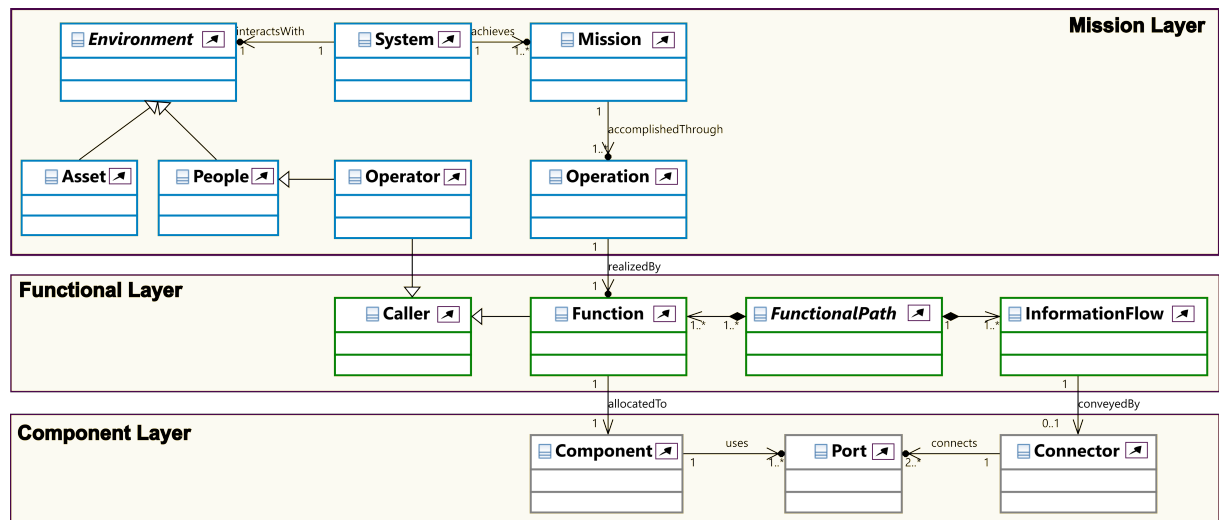 Mission Layer
Environment
interactsWith
1
1
System
achieves
1
1..*
Mission
1
accomplishedThrough
1..*
Asset
People
Operator
Operation
1
realizedBy
1
Functional Layer
Caller
Function
1..*
1..*
FunctionalPath
1
1..*
InformationFlow
1
allocatedTo
1
1
conveyedBy
0..1
Component Layer
Component
uses
1
1..*
Port
connects
2..*
1
Connector